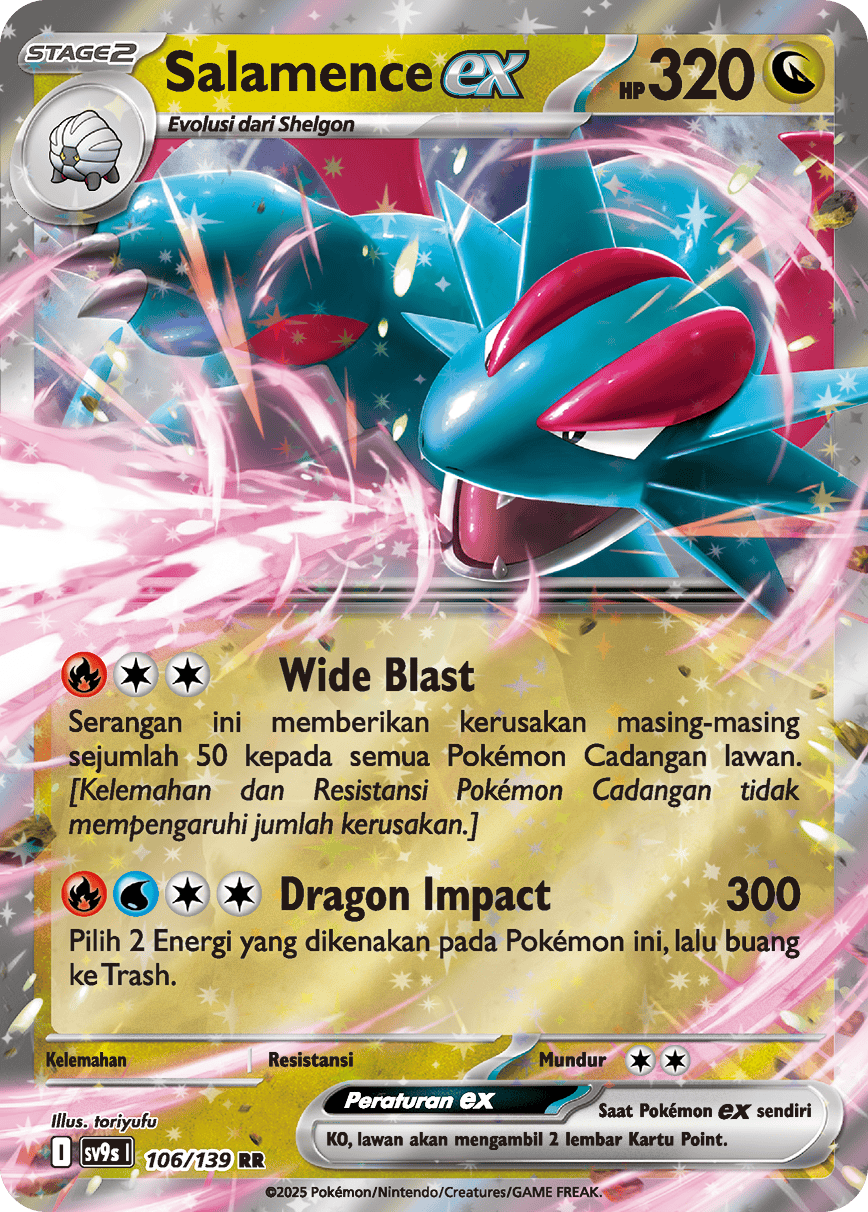 STAGE2
Salamence ex
HP 320
Evolusi dari Shelgon
Wide Blast
Serangan ini memberikan kerusakan masing-masing
sejumlah 50 kepada semua Pokémon Cadangan lawan.
[Kelemahan dan Resistansi Pokémon Cadangan tidak
mempengaruhi jumlah kerusakan.]
Dragon Impact 300
Pilih 2 Energi yang dikenakan pada Pokémon ini, lalu buang
ke Trash.
Kelemahan Resistansi Mundur
Peraturan ex
Saat Pokémon ex sendiri
KO, lawan akan mengambil 2 lembar Kartu Point.
Illus. toriyufu
I sv9s I 106/139 RR
©2025 Pokémon/Nintendo/Creatures/GAME FREAK.